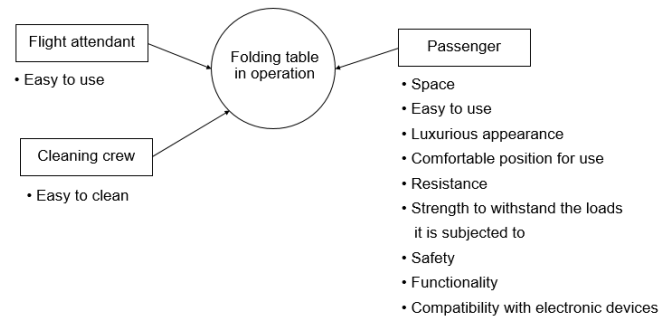 Flight attendant
• Easy to use
Cleaning crew
• Easy to clean
Folding table
in operation
Passenger
• Space
• Easy to use
• Luxurious appearance
• Comfortable position for use
• Resistance
• Strength to withstand the loads
it is subjected to
• Safety
• Functionality
• Compatibility with electronic devices